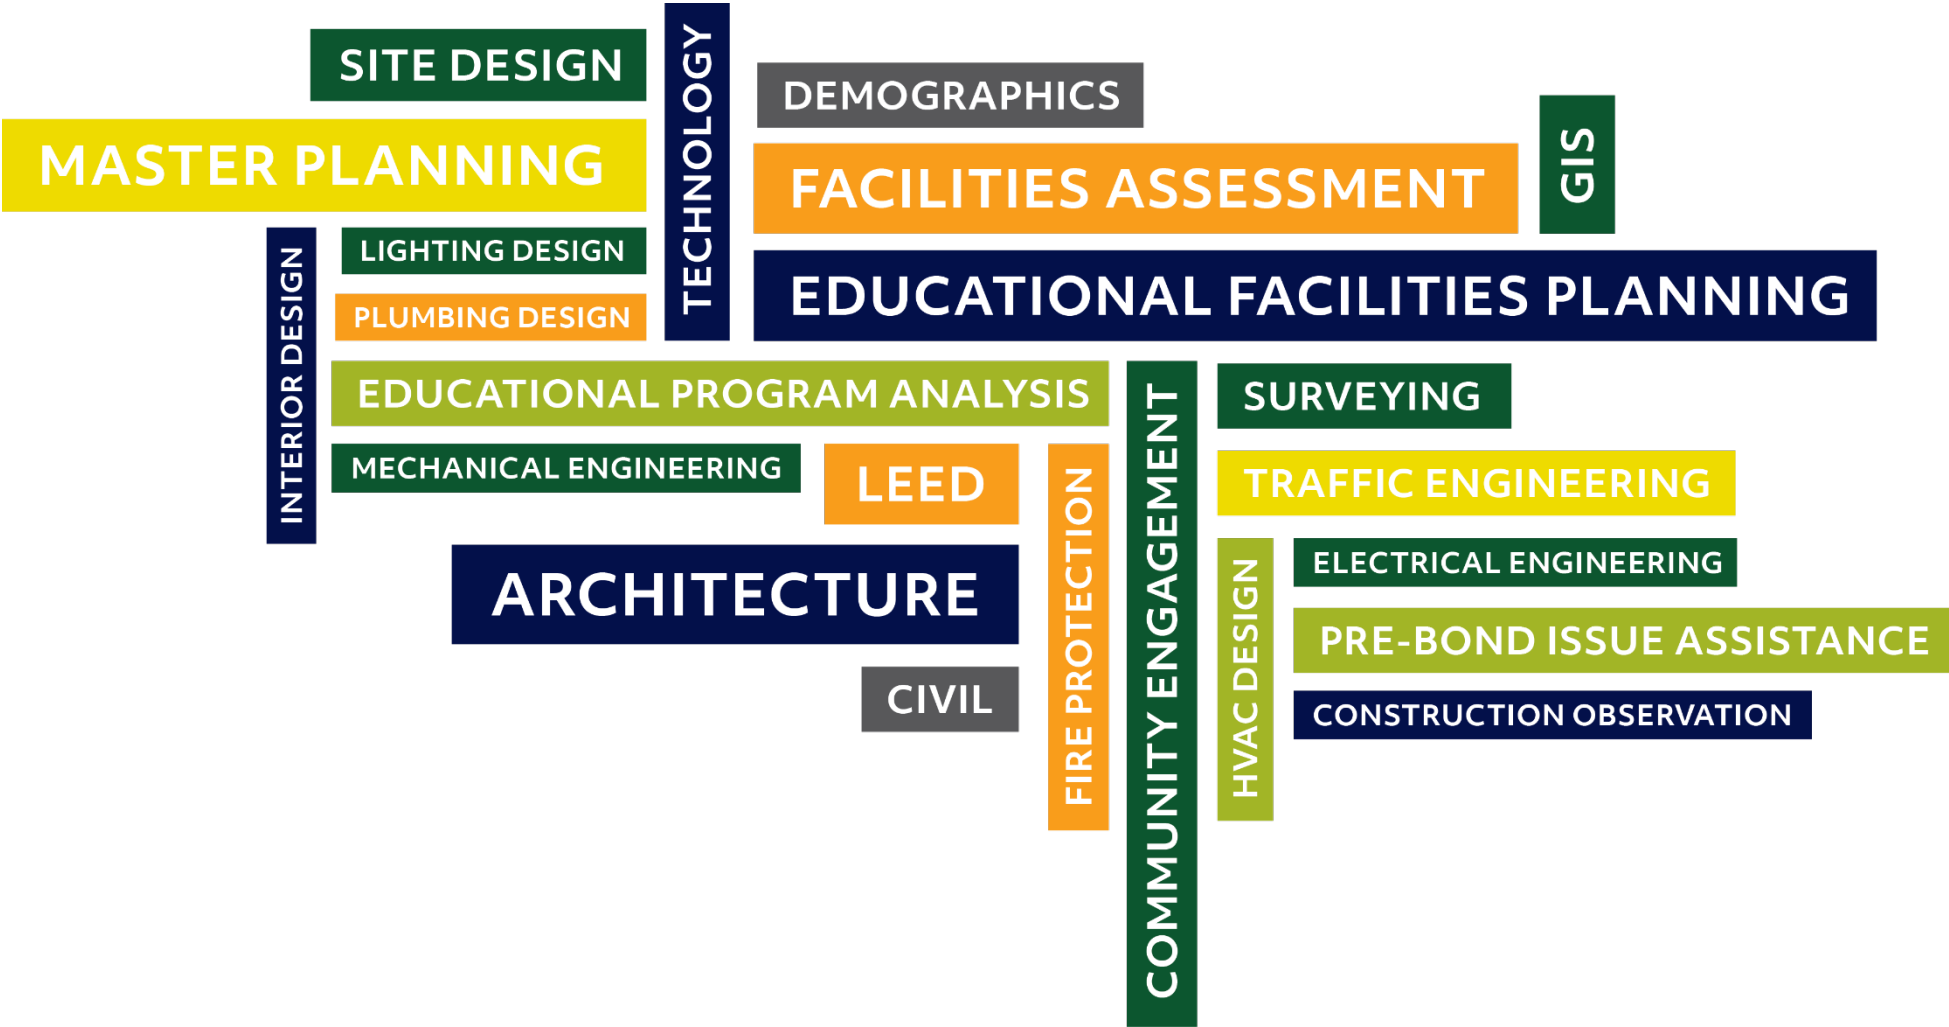 SITE DESIGN
TECHNOLOGY
DEMOGRAPHICS
GIS
MASTER PLANNING
FACILITIES ASSESSMENT
INTERIOR DESIGN
LIGHTING DESIGN
EDUCATIONAL FACILITIES PLANNING
PLUMBING DESIGN
EDUCATIONAL PROGRAM ANALYSIS
COMMUNITY ENGAGEMENT
SURVEYING
MECHANICAL ENGINEERING
LEED
FIRE PROTECTION
TRAFFIC ENGINEERING
ARCHITECTURE
HVAC DESIGN
ELECTRICAL ENGINEERING
PRE-BOND ISSUE ASSISTANCE
CIVIL
CONSTRUCTION OBSERVATION